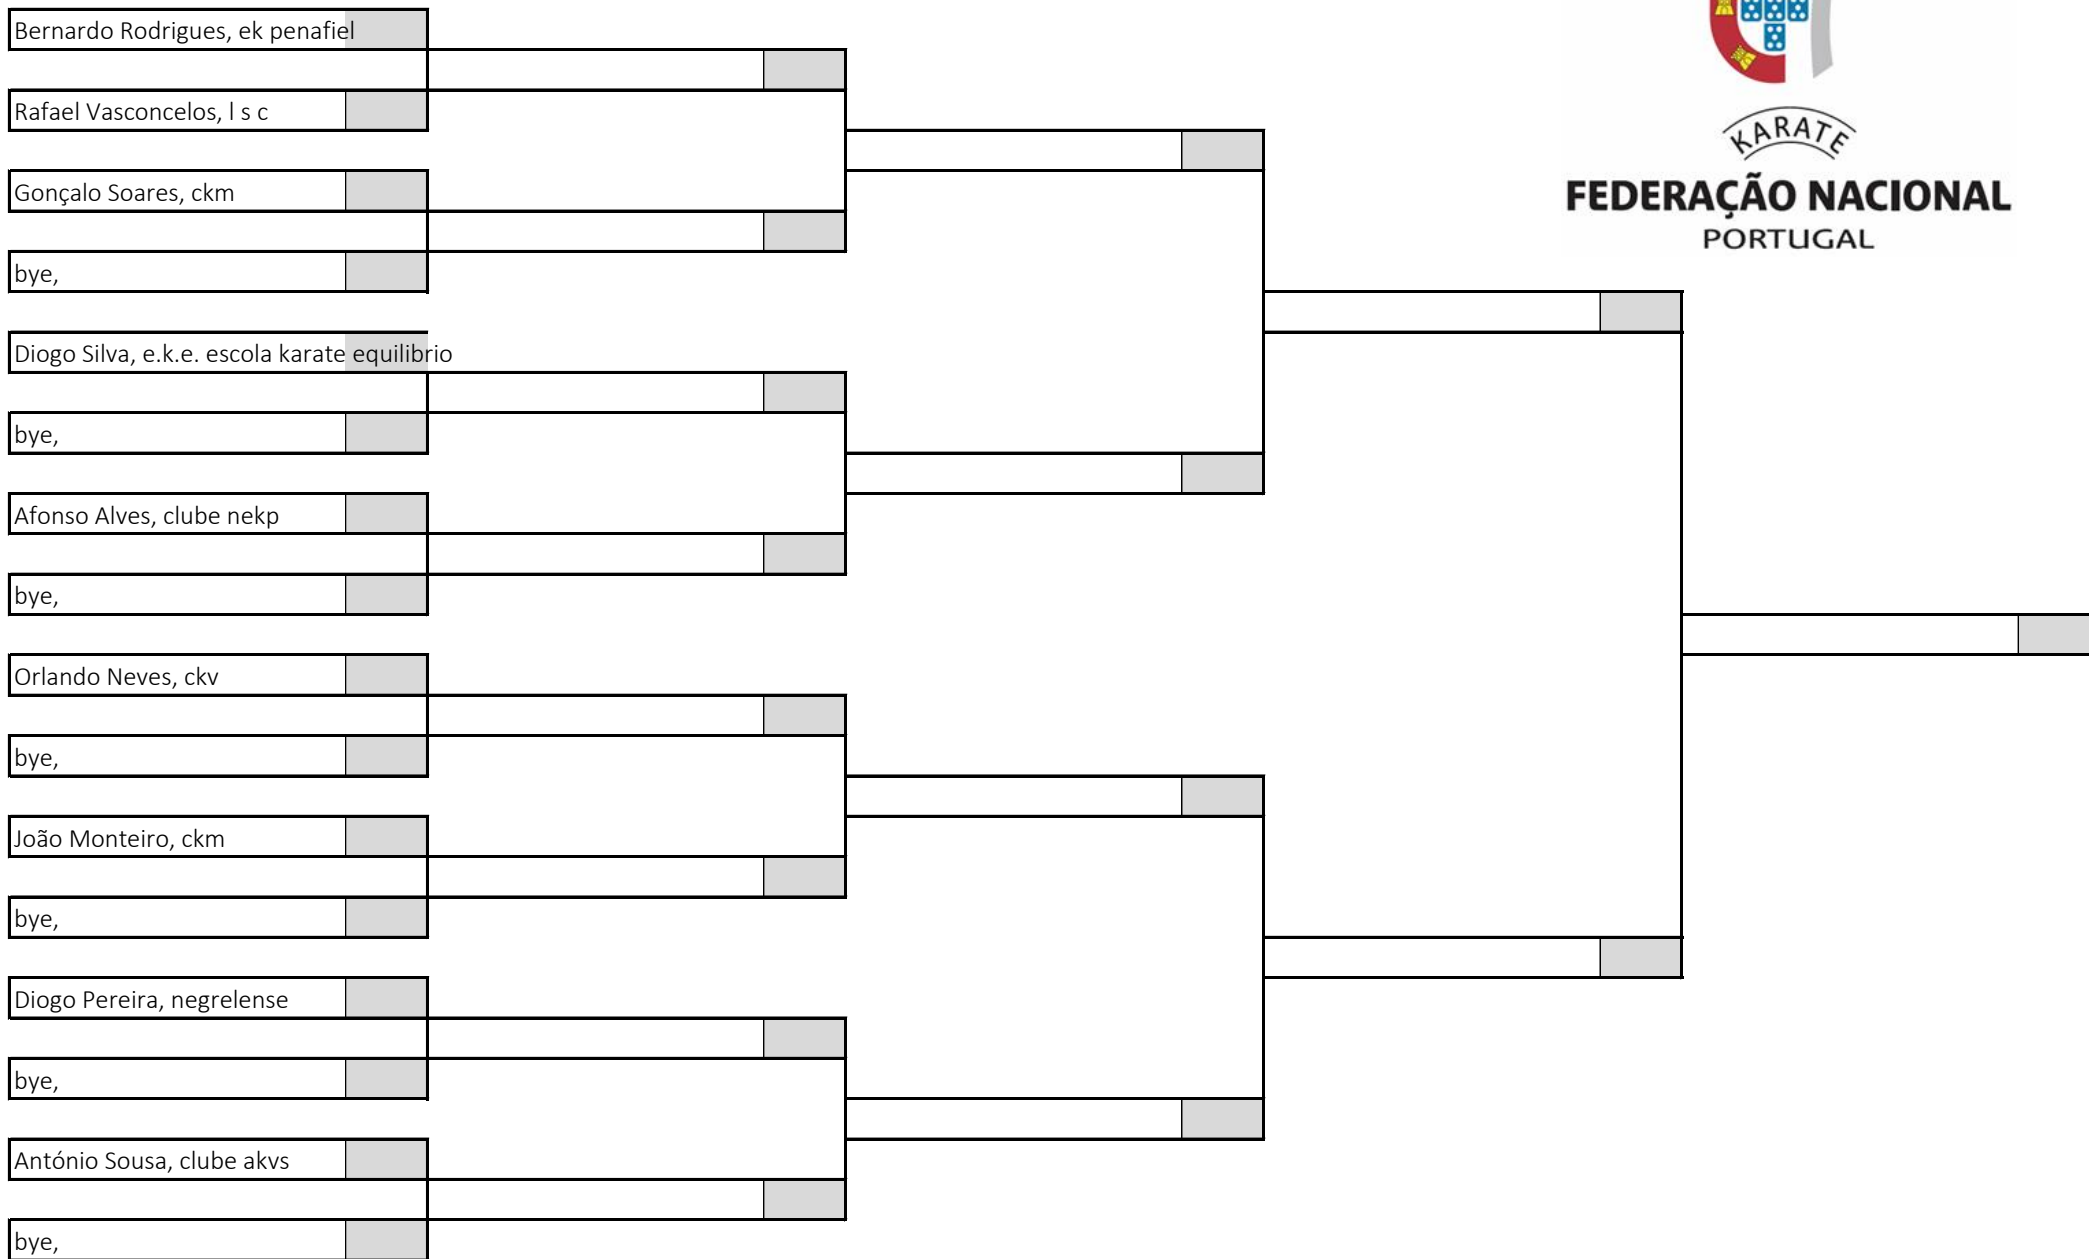 Bernardo Rodrigues, ek penafiel
Rafael Vasconcelos, l s c
Gonçalo Soares, ckm
bye,
Diogo Silva, e.k.e. escola karate equilibrio
bye,
Afonso Alves, clube nekp
bye,
Orlando Neves, ckv
bye,
João Monteiro, ckm
bye,
Diogo Pereira, negrelense
bye,
António Sousa, clube akvs
bye,
KARATE
FEDERAÇÃO NACIONAL
PORTUGAL